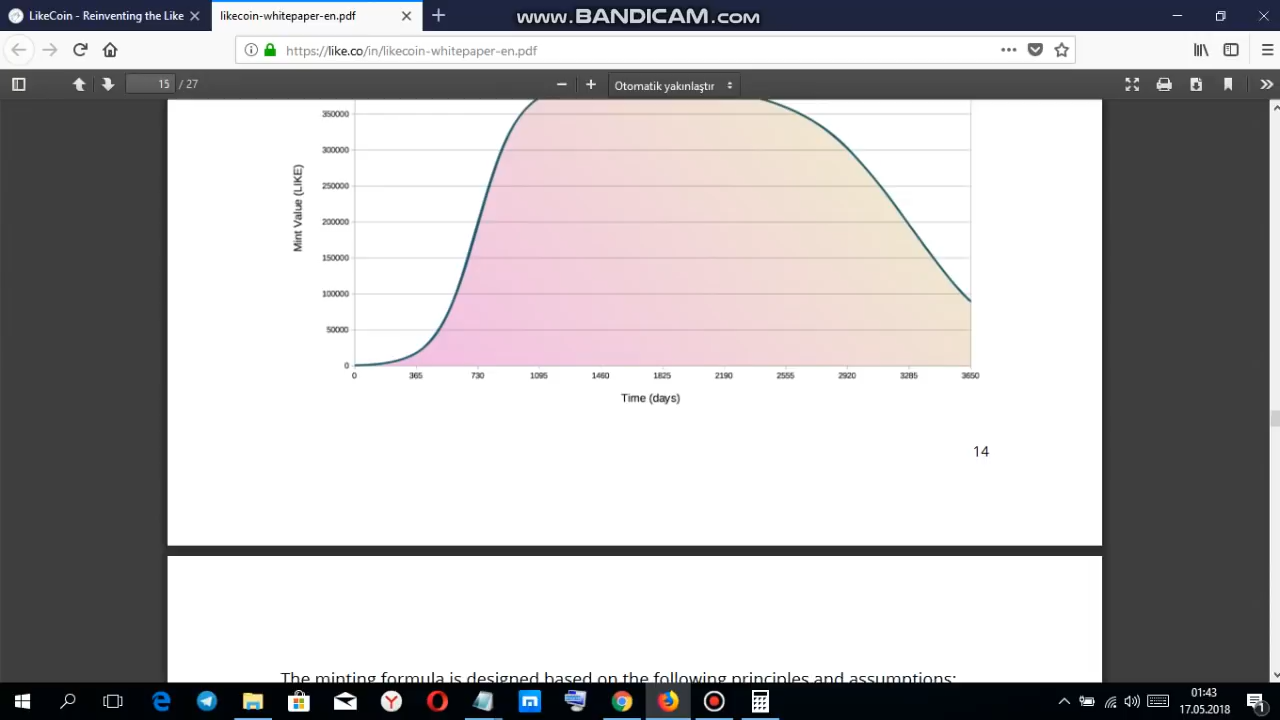 LikeCoin - Reinventing the Like
likecoin-whitepaper-en.pdf
www.BANDICAM.com
https://like.co/in/likecoin-whitepaper-en.pdf
15 / 27
Otomatik yakınlaştır
350000
300000
250000
200000
150000
100000
50000
0
Mint Value (LIKE)
0 365 730 1095 1460 1825 2190 2555 2920 3285 3650
Time (days)
14
The minting formula is designed based on the following principles and assumptions:
01:43
17.05.2018
1